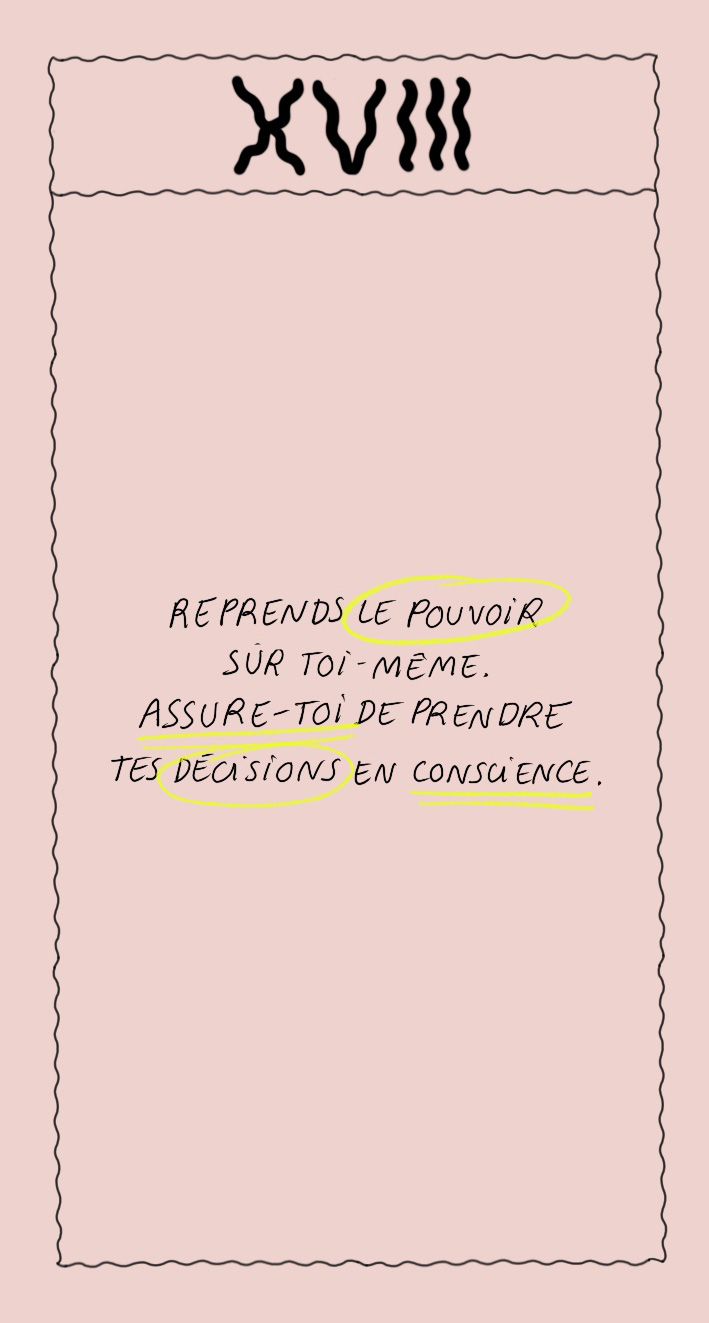 XVIII
REPRENDS LE POUVOIR
SÛR TOI-MÊME.
ASSURE-TOI DE PRENDRE
TES DÉCISIONS EN CONSCIENCE.